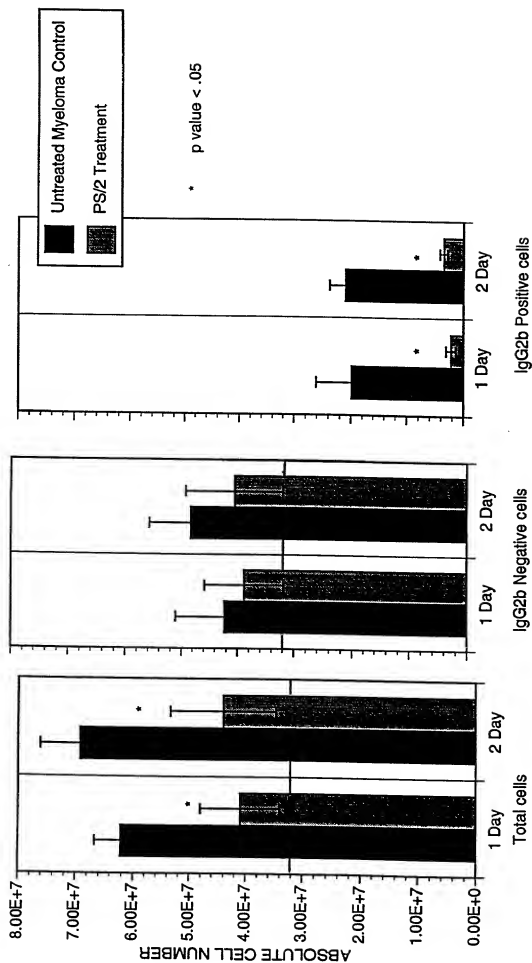 Untreated Myeloma Control
PS/2 Treatment
* p value < .05
ABSOLUTE CELL NUMBER
8.00E+7
7.00E+7
6.00E+7
5.00E+7
4.00E+7
3.00E+7
2.00E+7
1.00E+7
0.00E+0
*
*
*
*
1 Day
2 Day
1 Day
2 Day
1 Day
2 Day
Total cells
IgG2b Negative cells
IgG2b Positive cells